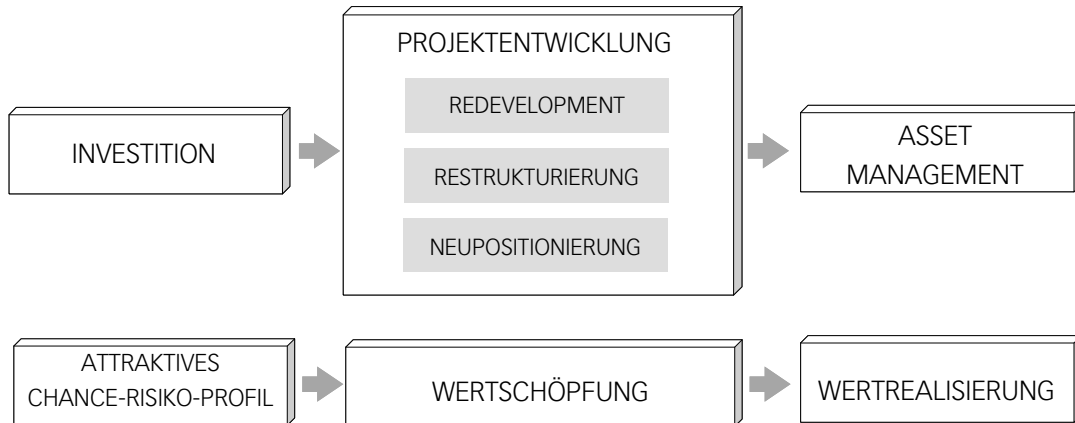 PROJEKTENTWICKLUNG
REDEVELOPMENT
INVESTITION
RESTRUKTURIERUNG
NEUPOSITIONIERUNG
ASSET
MANAGEMENT
ATTRAKTIVES
CHANCE-RISIKO-PROFIL
WERTSCHÖPFUNG
WERTREALISIERUNG